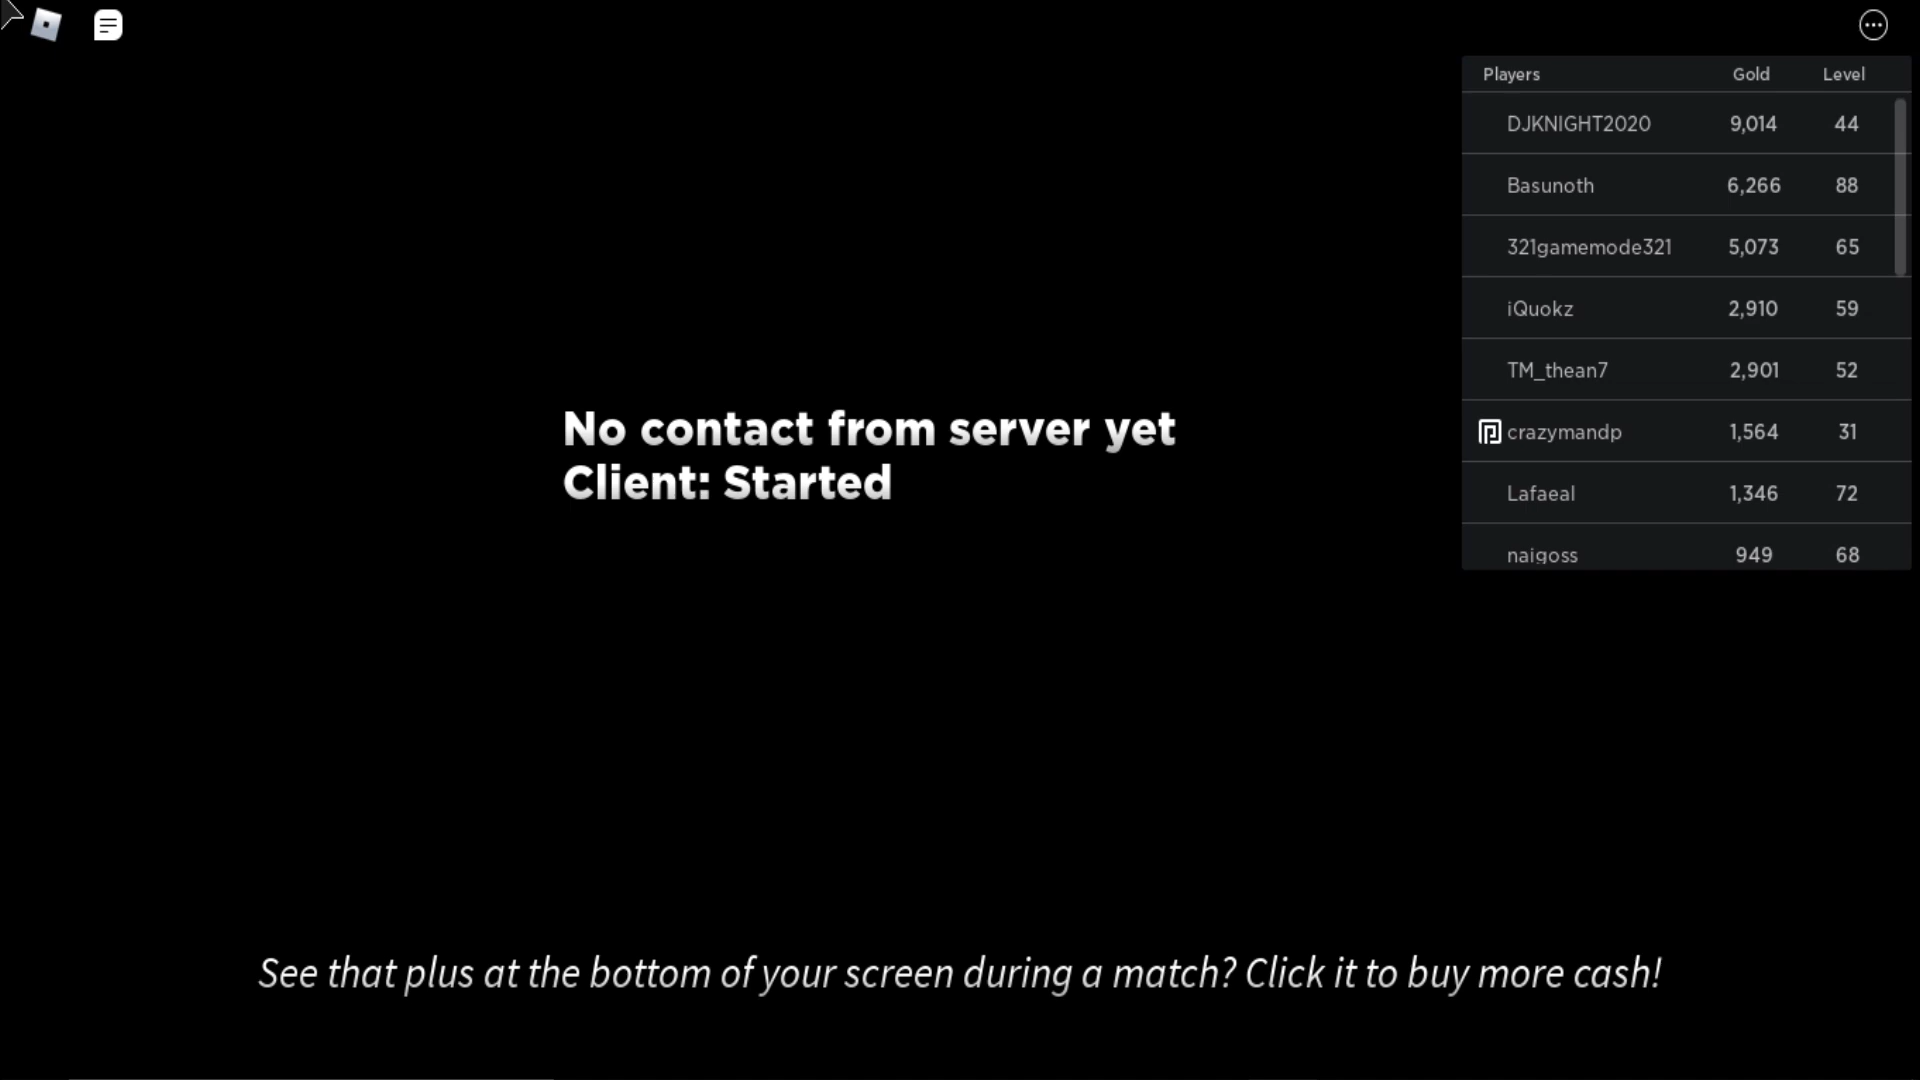 Players Gold Level
DJKNIGHT2020 9,014 44
Basunoth 6,266 88
321gamemode321 5,073 65
iQuokz 2,910 59
TM_thean7 2,901 52
crazymandp 1,564 31
Lafaeal 1,346 72
naigoss 949 68
No contact from server yet
Client: Started
See that plus at the bottom of your screen during a match? Click it to buy more cash!